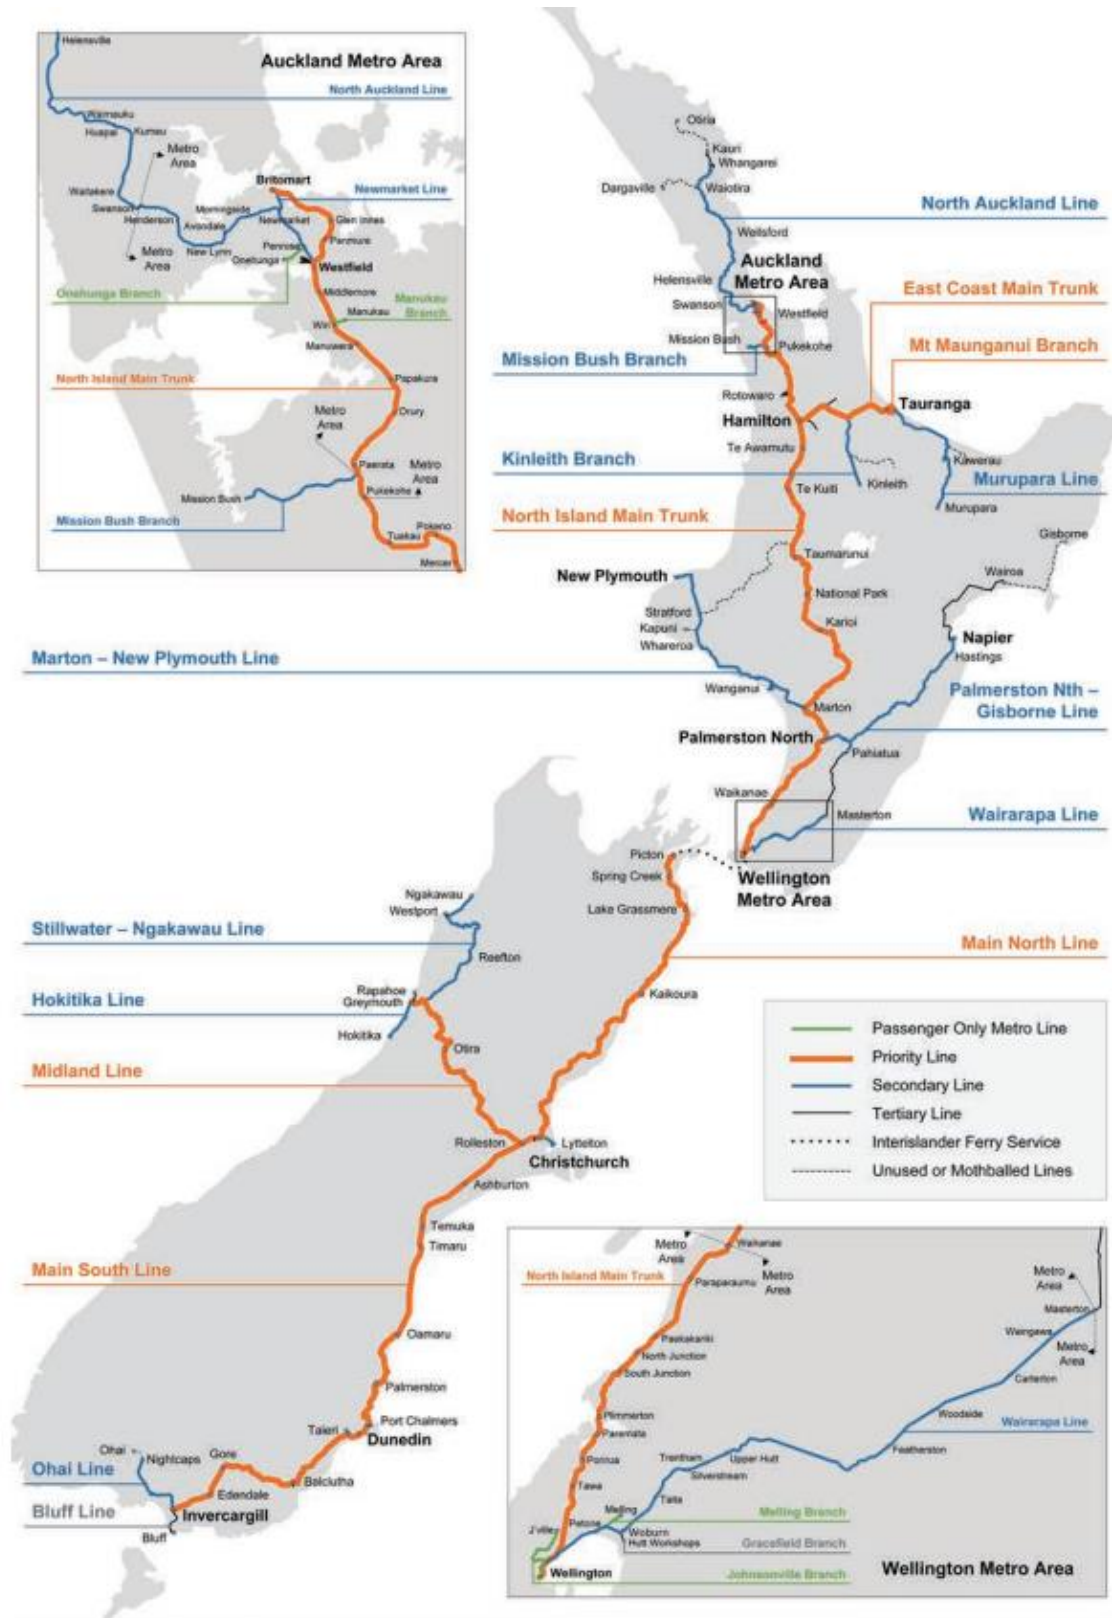 Helensville
Auckland Metro Area
North Auckland Line
Waimauku
Huapai
Kumeu
Metro
Area
Britomart
Newmarket Line
Waitakere
Swanson
Henderson
Morningside
Avondale
Newmarket
Glen Innes
New Lynn
Panmure
Metro
Area
Penrose
Onehunga
Westfield
Onehunga Branch
Middlemore
Manukau
Branch
Manukau
Wiri
Manurewa
North Island Main Trunk
Papakura
Metro
Area
Drury
Paerata
Metro
Area
Mission Bush
Pukekohe
Mission Bush Branch
Pokeno
Tuakau
Mercer
Otiria
Kauri
Whangarei
Dargaville
Waiotira
North Auckland Line
Wellsford
Auckland
Metro Area
Helensville
Swanson
Westfield
East Coast Main Trunk
Mission Bush
Pukekohe
Mt Maunganui Branch
Mission Bush Branch
Rotowaro
Tauranga
Hamilton
Te Awamutu
Kinleith Branch
Kawerau
Kinleith
Murupara Line
Te Kuiti
Murupara
North Island Main Trunk
Gisborne
Taumarunui
New Plymouth
Wairoa
National Park
Stratford
Kapuni
Karioi
Whareroa
Napier
Hastings
Marton – New Plymouth Line
Wanganui
Palmerston Nth –
Gisborne Line
Marton
Palmerston North
Pahiatua
Waikanae
Masterton
Wairarapa Line
Picton
Spring Creek
Wellington
Metro Area
Ngakawau
Westport
Lake Grassmere
Stillwater – Ngakawau Line
Main North Line
Reefton
Rapahoe
Greymouth
Hokitika Line
Kaikoura
Hokitika
Otira
Midland Line
Passenger Only Metro Line
Priority Line
Secondary Line
Tertiary Line
Interislander Ferry Service
Unused or Mothballed Lines
Rolleston
Lyttelton
Christchurch
Ashburton
Temuka
Timaru
Main South Line
Oamaru
Palmerston
Port Chalmers
Taieri
Dunedin
Ohai
Nightcaps
Gore
Ohai Line
Balclutha
Edendale
Bluff Line
Invercargill
Bluff
Metro
Area
Waikanae
North Island Main Trunk
Metro
Area
Paraparaumu
Metro
Area
Masterton
Paekakariki
Waingawa
North Junction
Metro
Area
South Junction
Carterton
Plimmerton
Woodside
Paremata
Wairarapa Line
Featherston
Porirua
Trentham
Upper Hutt
Silverstream
Tawa
Taita
Melling
Melling Branch
J'ville
Petone
Woburn
Hutt Workshops
Gracefield Branch
Wellington
Johnsonville Branch
Wellington Metro Area